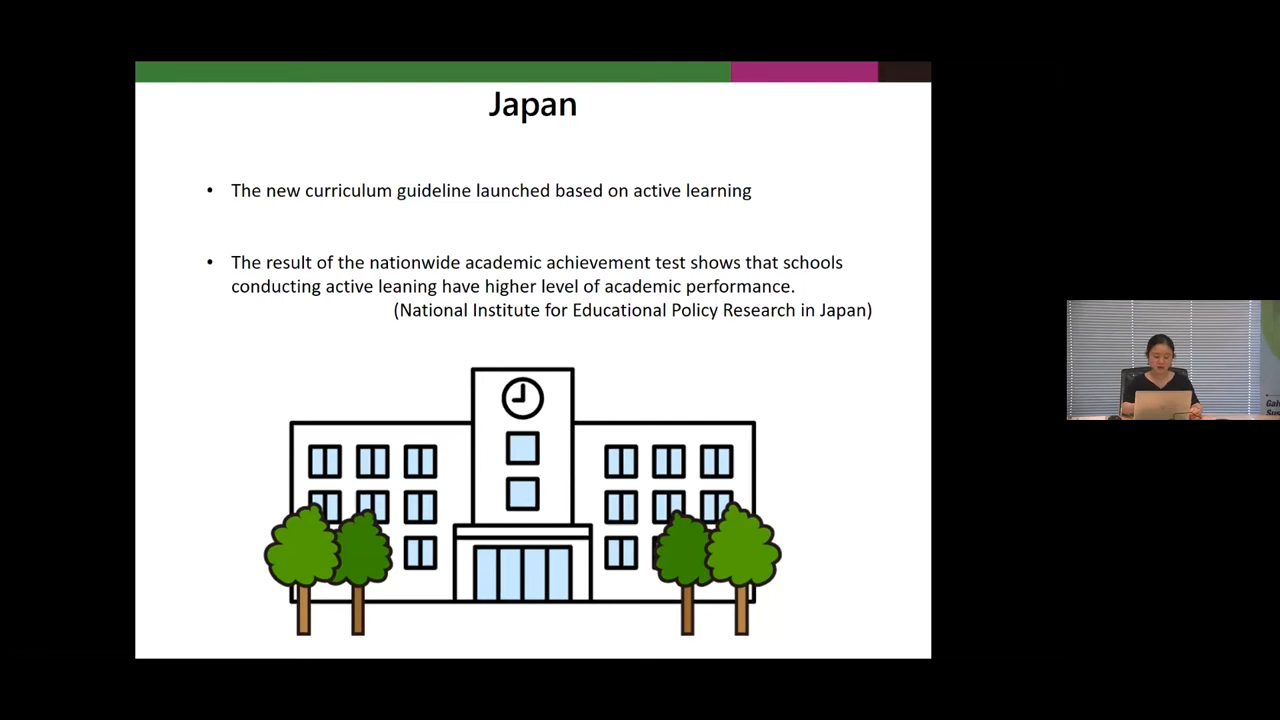 Japan
• The new curriculum guideline launched based on active learning
• The result of the nationwide academic achievement test shows that schools
conducting active leaning have higher level of academic performance.
(National Institute for Educational Policy Research in Japan)